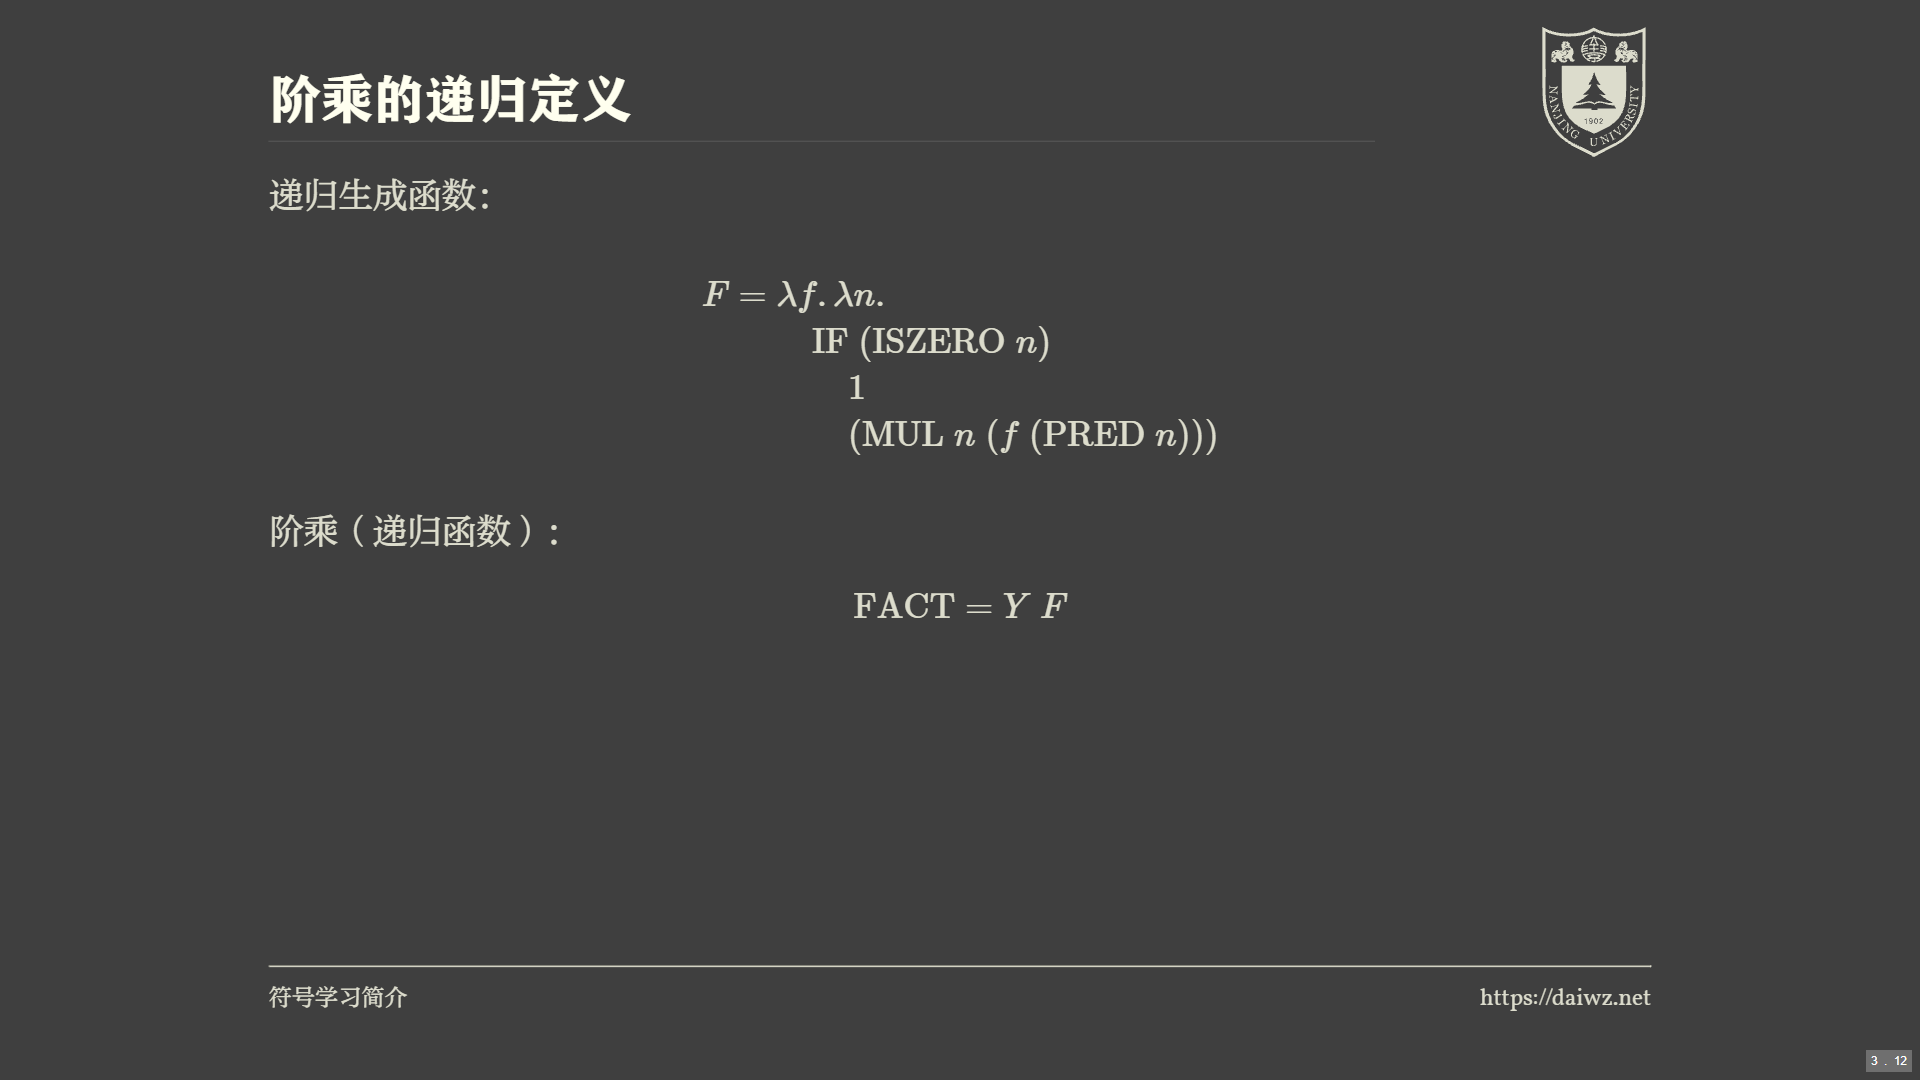 阶乘的递归定义
NANJING UNIVERSITY
1902
递归生成函数：
F = λf. λn.
IF (ISZERO n)
1
(MUL n (f (PRED n)))
阶乘（递归函数）：
FACT = Y F
符号学习简介
https://daiwz.net
3 . 12